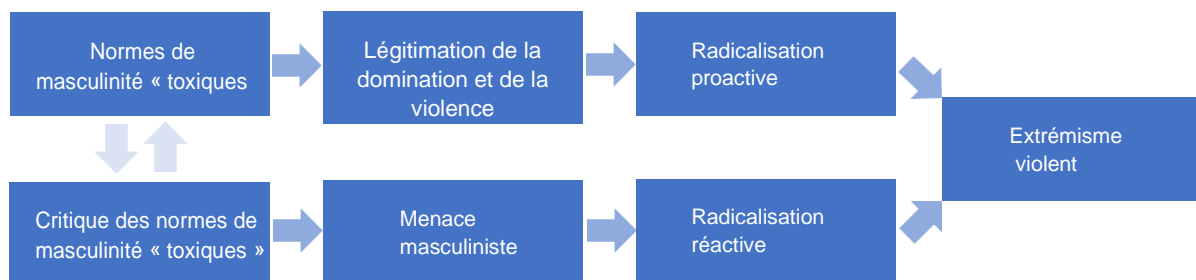 Normes de
masculinité « toxiques
Légitimation de la
domination et de la
violence
Radicalisation
proactive
Extrémisme
violent
Critique des normes de
masculinité « toxiques »
Menace
masculiniste
Radicalisation
réactive